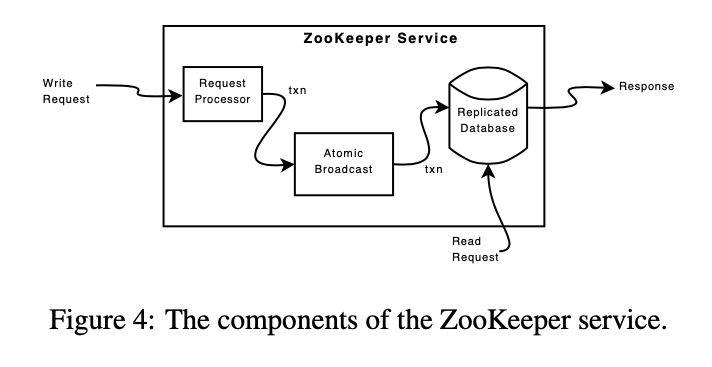 ZooKeeper Service
Write
Request
Request
Processor
txn
Atomic
Broadcast
txn
Replicated
Database
Response
Read
Request
Figure 4: The components of the ZooKeeper service.